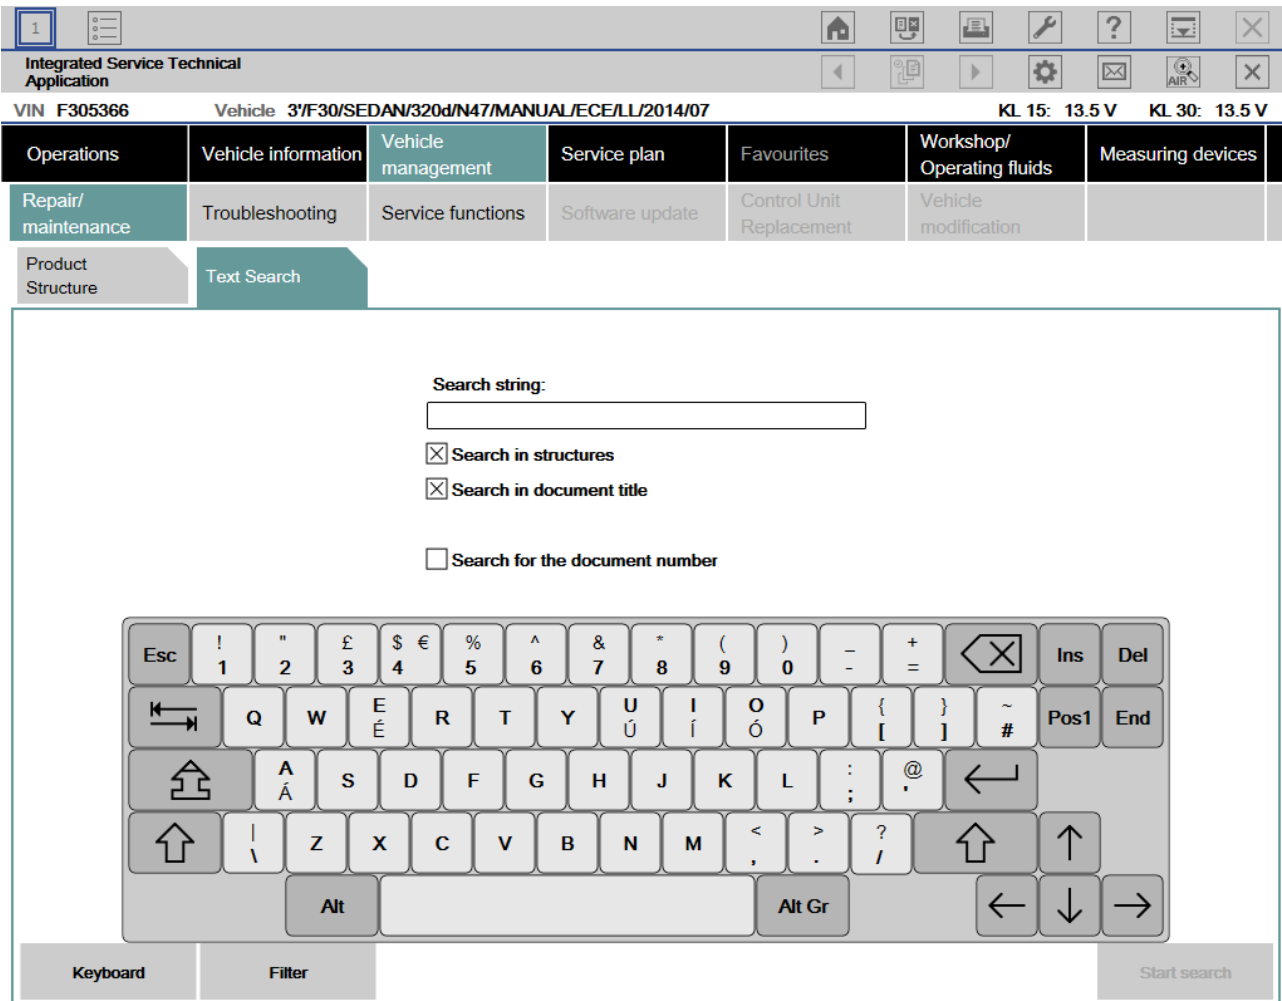 1
Integrated Service Technical
Application
VIN F305366 Vehicle 3'/F30/SEDAN/320d/N47/MANUAL/ECE/LL/2014/07 KL 15: 13.5 V KL 30: 13.5 V
Operations Vehicle information Vehicle management Service plan Favourites Workshop/ Operating fluids Measuring devices
Repair/ maintenance Troubleshooting Service functions Software update Control Unit Replacement Vehicle modification
Product
Structure
Text Search
Search string:
Search in structures
Search in document title
Search for the document number
Esc ! 1 " 2 £ 3 $ € 4 % 5 ^ 6 & 7 * 8 ( 9 ) 0 _ - + = Ins Del
Q W E É R T Y U Ú I Í O Ó P { [ } ] ~ # Pos1 End
A Á S D F G H J K L : ; @ '
| \ Z X C V B N M < , > . ? /
Alt Alt Gr
Keyboard Filter Start search
AIR